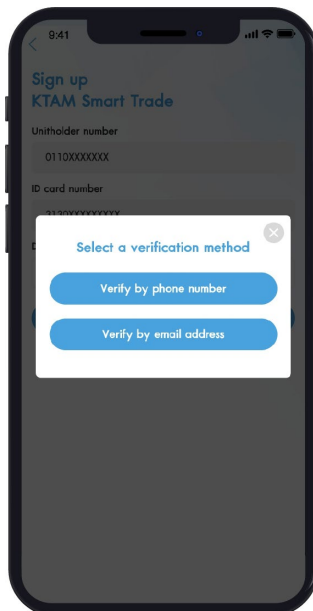 9:41
Sign up
KTAM Smart Trade
Unitholder number
0110XXXXXXX
ID card number
3120XXXXXXXXX
D
Select a verification method
Verify by phone number
Verify by email address